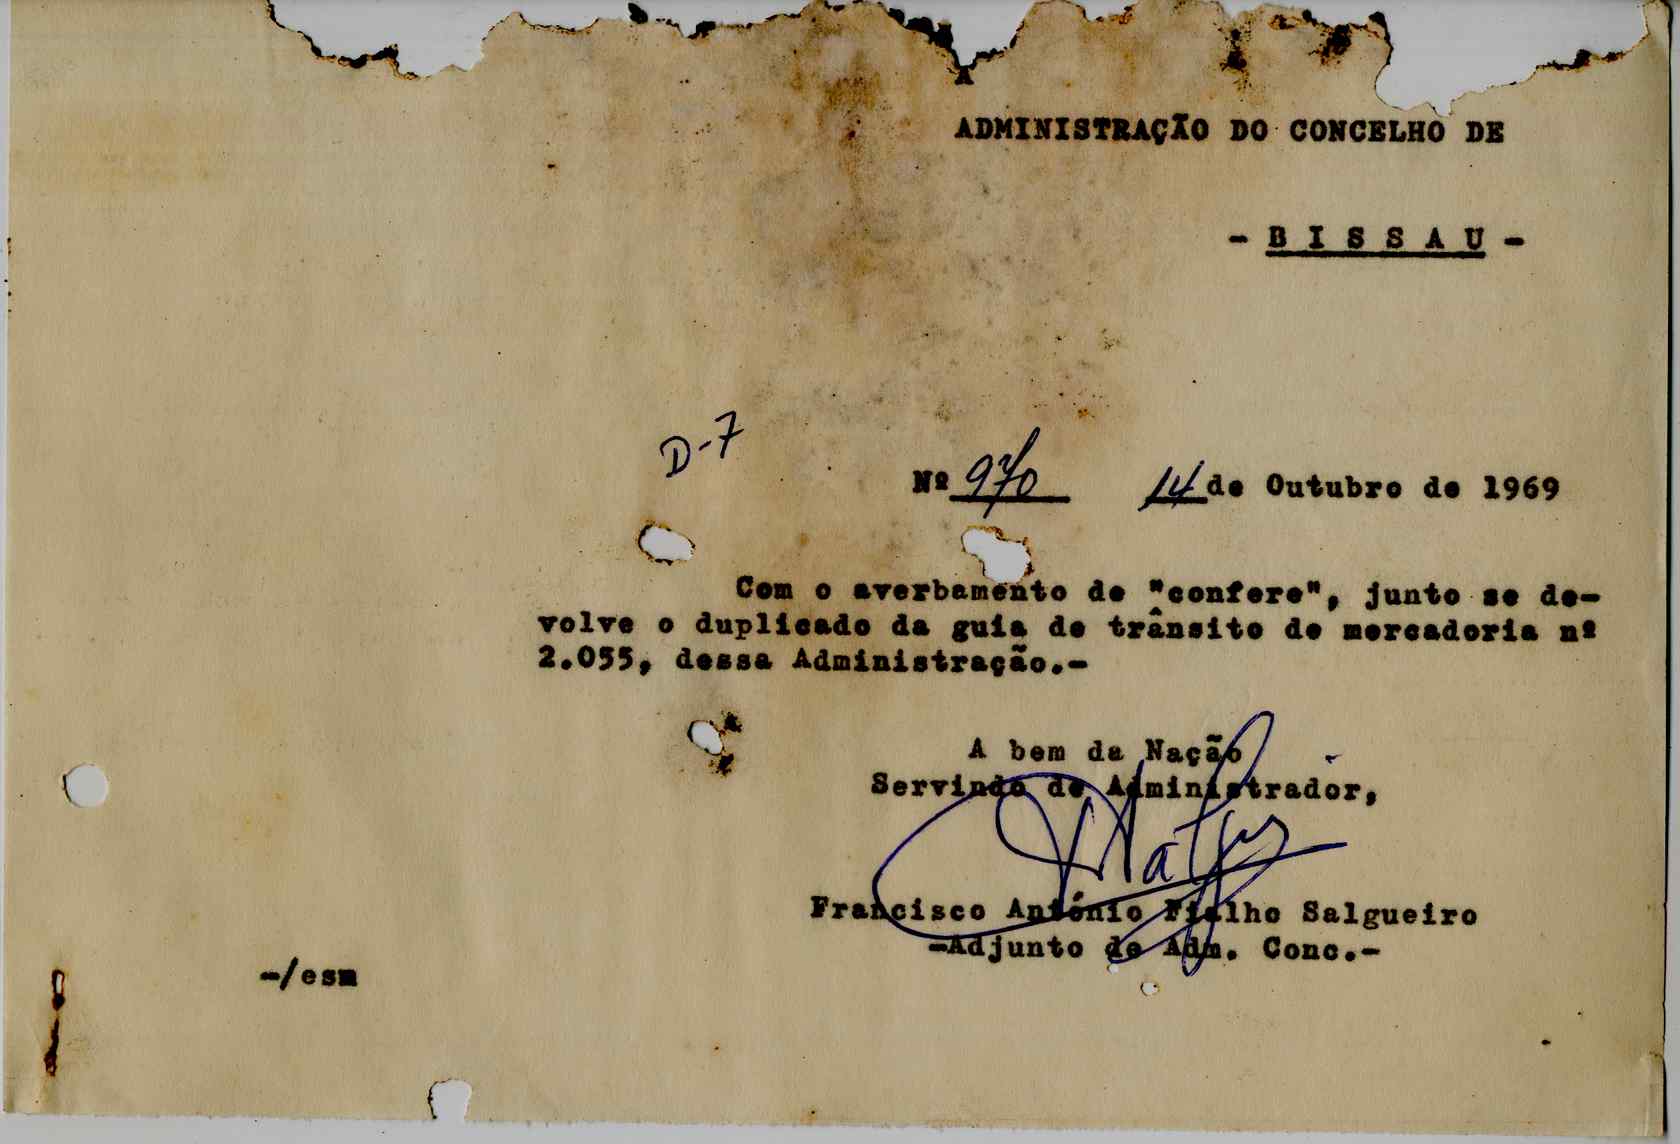 ADMINISTRAÇÃO DO CONCELHO DE
- B I S S A U -
D-7
Nº 970 14 de Outubro de 1969
Com o averbamento de "confere", junto se de-
volve o duplicado da guia de trânsito de mercadoria nº
2.055, dessa Administração.-
A bem da Nação
Servindo de Administrador,
Francisco António Fialho Salgueiro
-Adjunto de Adm. Conc.-
-/esm